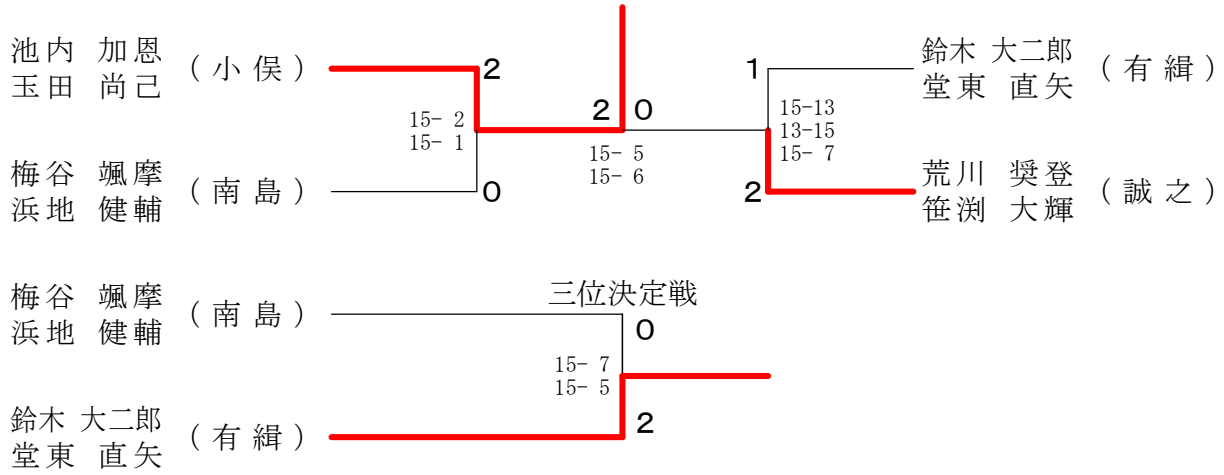 池内 加恩
玉田 尚己
(小俣)
2
15- 2
15- 1
0
梅谷 颯摩
浜地 健輔
(南島)
2 0
15- 5
15- 6
1
15-13
13-15
15- 7
2
鈴木 大二郎
堂東 直矢
(有緝)
荒川 奨登
笹渕 大輝
(誠之)
三位決定戦
梅谷 颯摩
浜地 健輔
(南島)
0
15- 7
15- 5
2
鈴木 大二郎
堂東 直矢
(有緝)